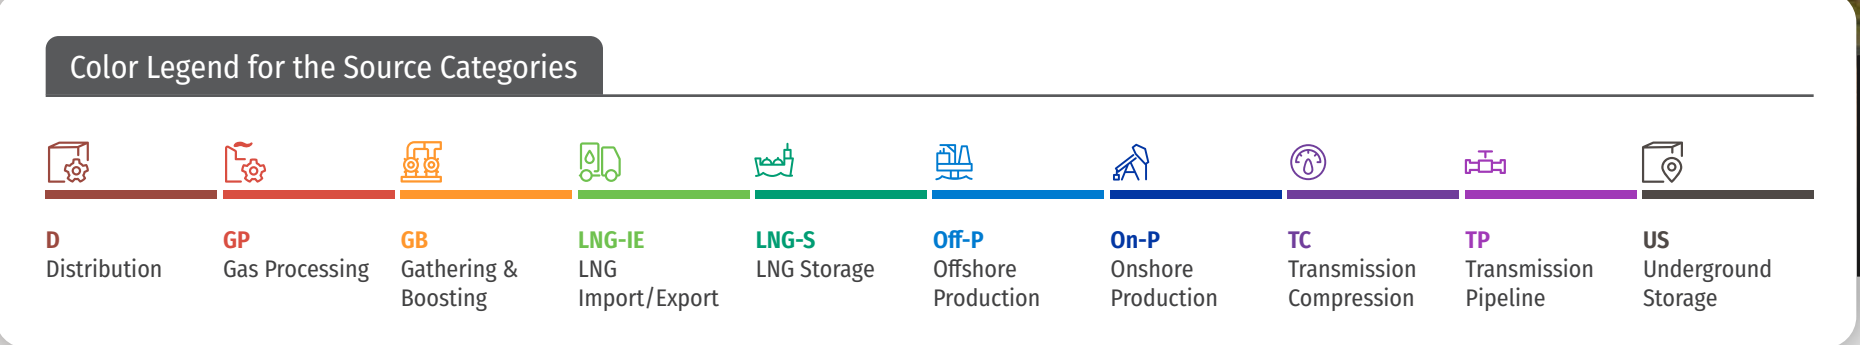 Color Legend for the Source Categories
D
Distribution
GP
Gas Processing
GB
Gathering &
Boosting
LNG-IE
LNG
Import/Export
LNG-S
LNG Storage
Off-P
Offshore
Production
On-P
Onshore
Production
TC
Transmission
Compression
TP
Transmission
Pipeline
US
Underground
Storage